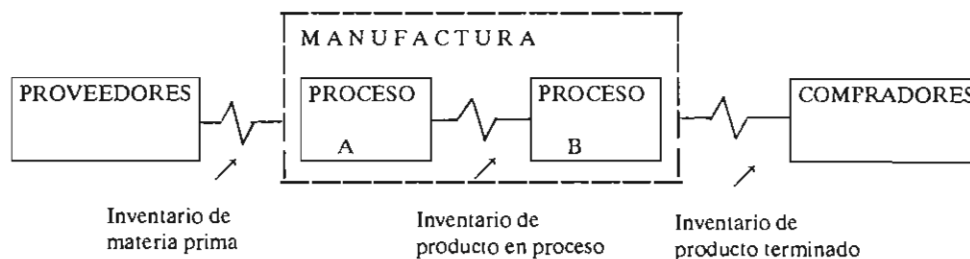 MANUFACTURA
PROVEEDORES
PROCESO
A
PROCESO
B
COMPRADORES
Inventario de
materia prima
Inventario de
producto en proceso
Inventario de
producto terminado